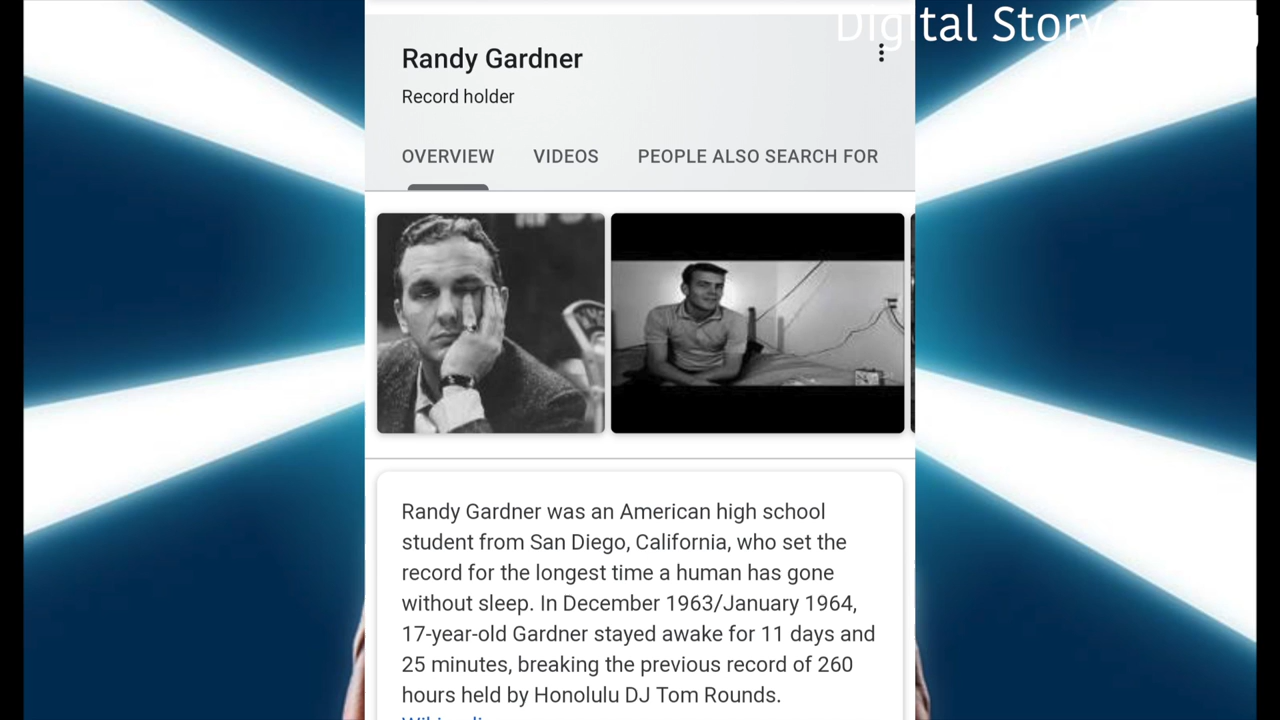 Digital Story
Randy Gardner
Record holder
OVERVIEW VIDEOS PEOPLE ALSO SEARCH FOR
Randy Gardner was an American high school
student from San Diego, California, who set the
record for the longest time a human has gone
without sleep. In December 1963/January 1964,
17-year-old Gardner stayed awake for 11 days and
25 minutes, breaking the previous record of 260
hours held by Honolulu DJ Tom Rounds.